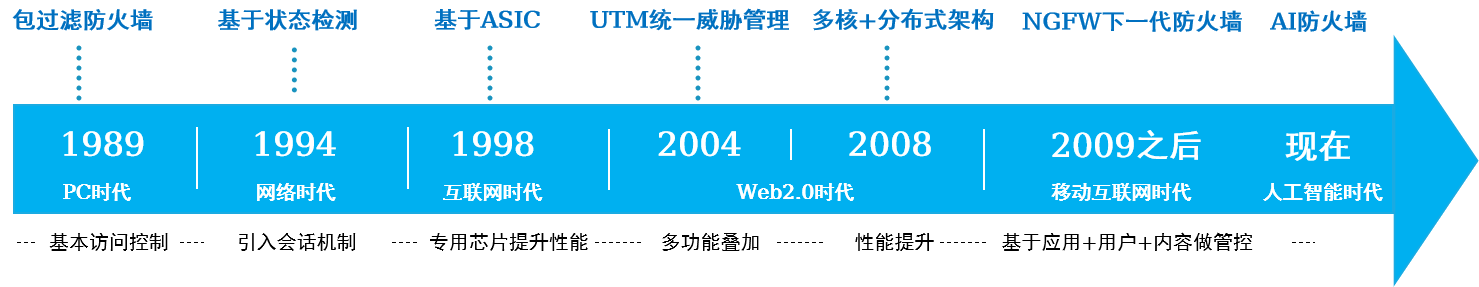 包过滤防火墙 基于状态检测 基于ASIC UTM统一威胁管理 多核+分布式架构 NGFW下一代防火墙 AI防火墙
1989 1994 1998 2004 2008 2009之后 现在
PC时代 网络时代 互联网时代 Web2.0时代 移动互联网时代 人工智能时代
基本访问控制 引入会话机制 专用芯片提升性能 多功能叠加 性能提升 基于应用+用户+内容做管控